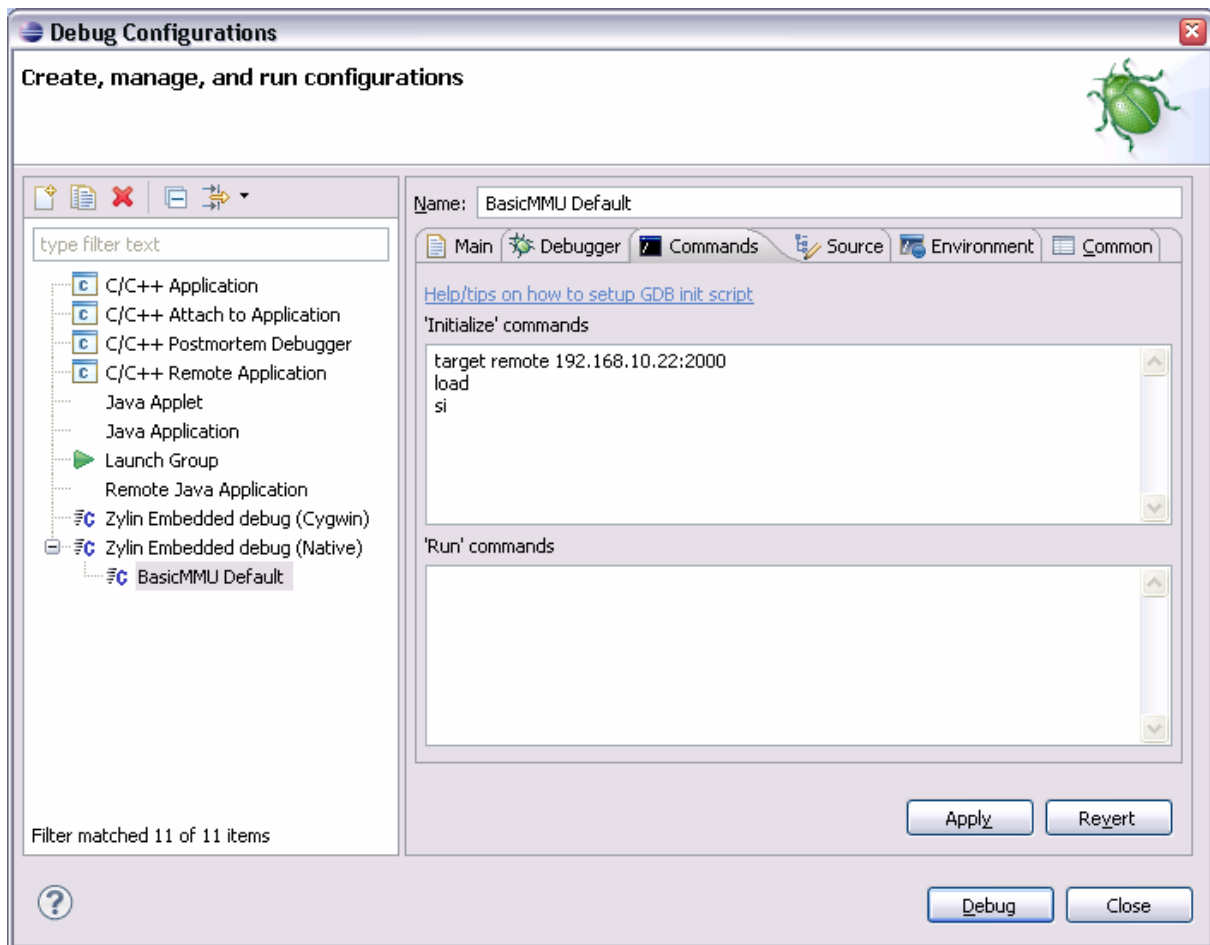 Debug Configurations
Create, manage, and run configurations
type filter text
C/C++ Application
C/C++ Attach to Application
C/C++ Postmortem Debugger
C/C++ Remote Application
Java Applet
Java Application
Launch Group
Remote Java Application
Zylin Embedded debug (Cygwin)
Zylin Embedded debug (Native)
BasicMMU Default
Filter matched 11 of 11 items
Name: BasicMMU Default
Main Debugger Commands Source Environment Common
Help/tips on how to setup GDB init script
'Initialize' commands
target remote 192.168.10.22:2000
load
si
'Run' commands
Apply Revert
? Debug Close